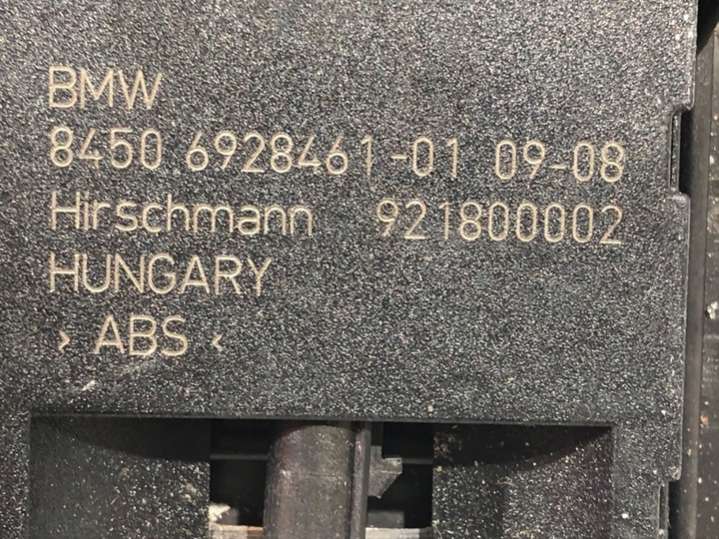 BMW
8450 6928461-01 09-08
Hirschmann 921800002
HUNGARY
> ABS <